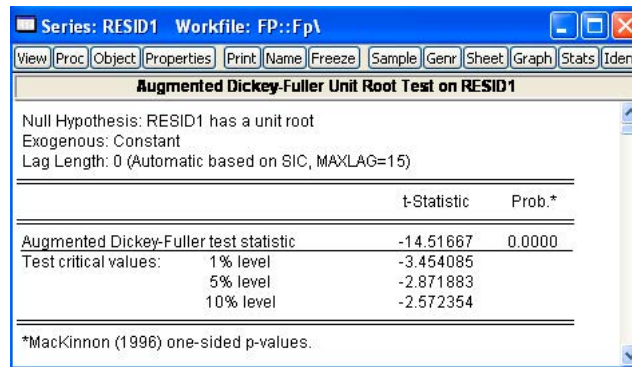 Series: RESID1 Workfile: FP::Fp\
View Proc Object Properties Print Name Freeze Sample Genr Sheet Graph Stats Iden
Augmented Dickey-Fuller Unit Root Test on RESID1
Null Hypothesis: RESID1 has a unit root
Exogenous: Constant
Lag Length: 0 (Automatic based on SIC, MAXLAG=15)
t-Statistic Prob.*
Augmented Dickey-Fuller test statistic -14.51667 0.0000
Test critical values: 1% level -3.454085
5% level -2.871883
10% level -2.572354
*MacKinnon (1996) one-sided p-values.